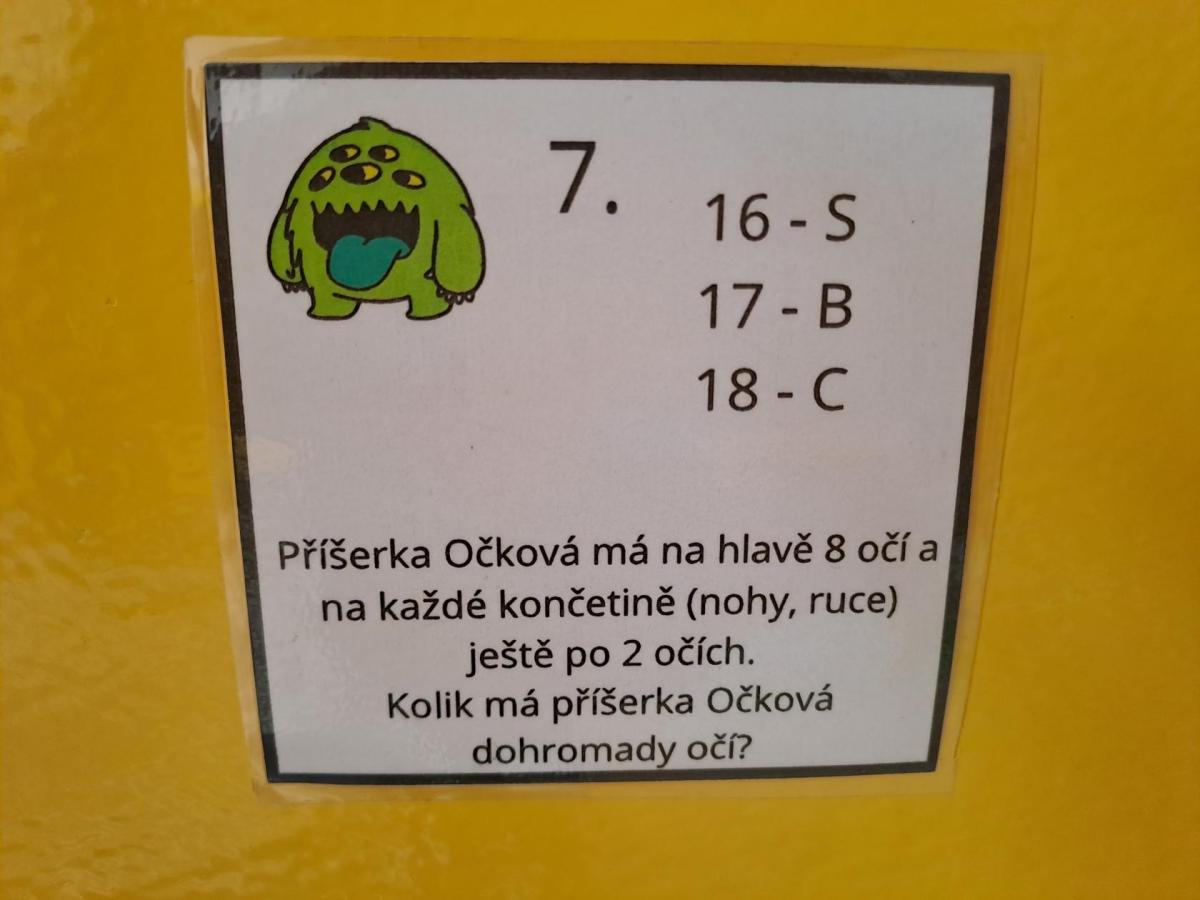 7.
16 - S
17 - B
18 - C
Příšerka Očková má na hlavě 8 očí a
na každé končetině (nohy, ruce)
ještě po 2 očích.
Kolik má příšerka Očková
dohromady očí?